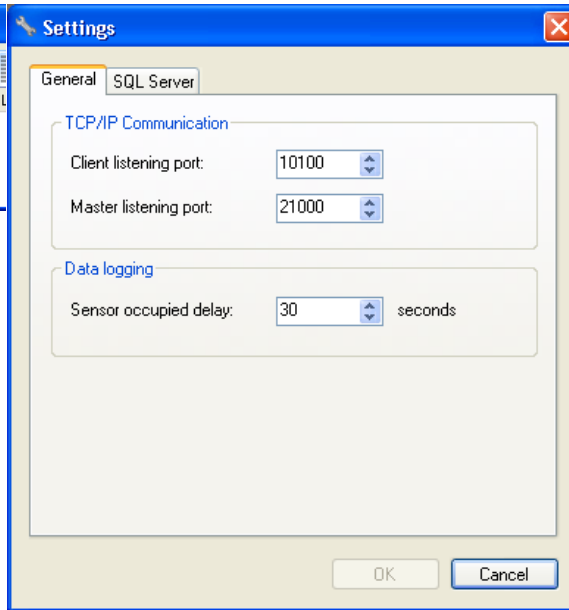 Settings
General SQL Server
TCP/IP Communication
Client listening port: 10100
Master listening port: 21000
Data logging
Sensor occupied delay: 30 seconds
OK Cancel